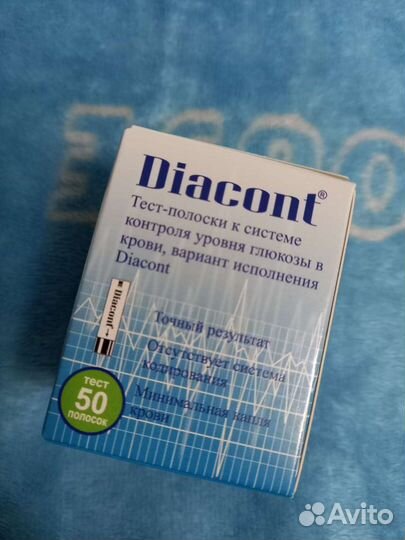 Diacont®
Тест-полоски к системе
контроля уровня глюкозы в
крови, вариант исполнения
Diacont
Diacont
Точный результат
Отсутствует система
кодирования
Минимальная капля
крови
тест
50
полосок
Avito